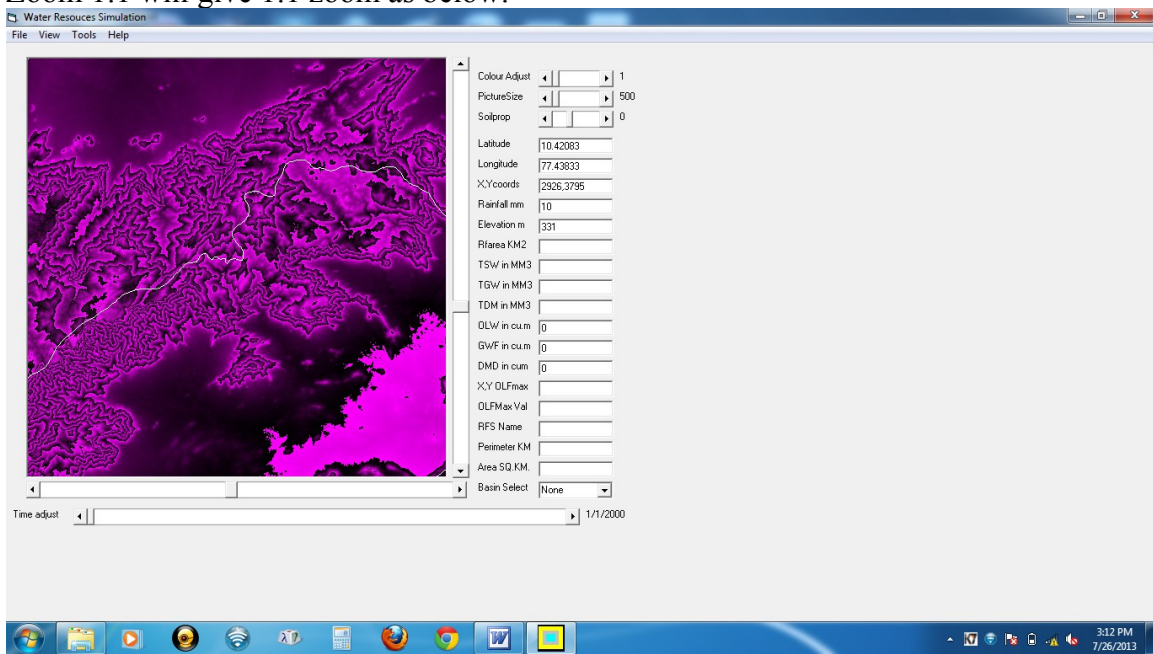 Zoom 1:1 will give 1:1 zoom as below.
Water Resouces Simulation
File View Tools Help
Colour Adjust 1
PictureSize 500
Soilprop 0
Latitude 10.42083
Longitude 77.43833
X,Ycoords 2926,3795
Rainfall mm 10
Elevation m 331
Rfarea KM2
TSW in MM3
TGW in MM3
TDM in MM3
OLW in cu.m 0
GWF in cu.m 0
DMD in cum 0
X,Y OLFmax
OLFMax Val
RFS Name
Perimeter KM
Area SQ.KM.
Basin Select None
Time adjust 1/1/2000
3:12 PM
7/26/2013